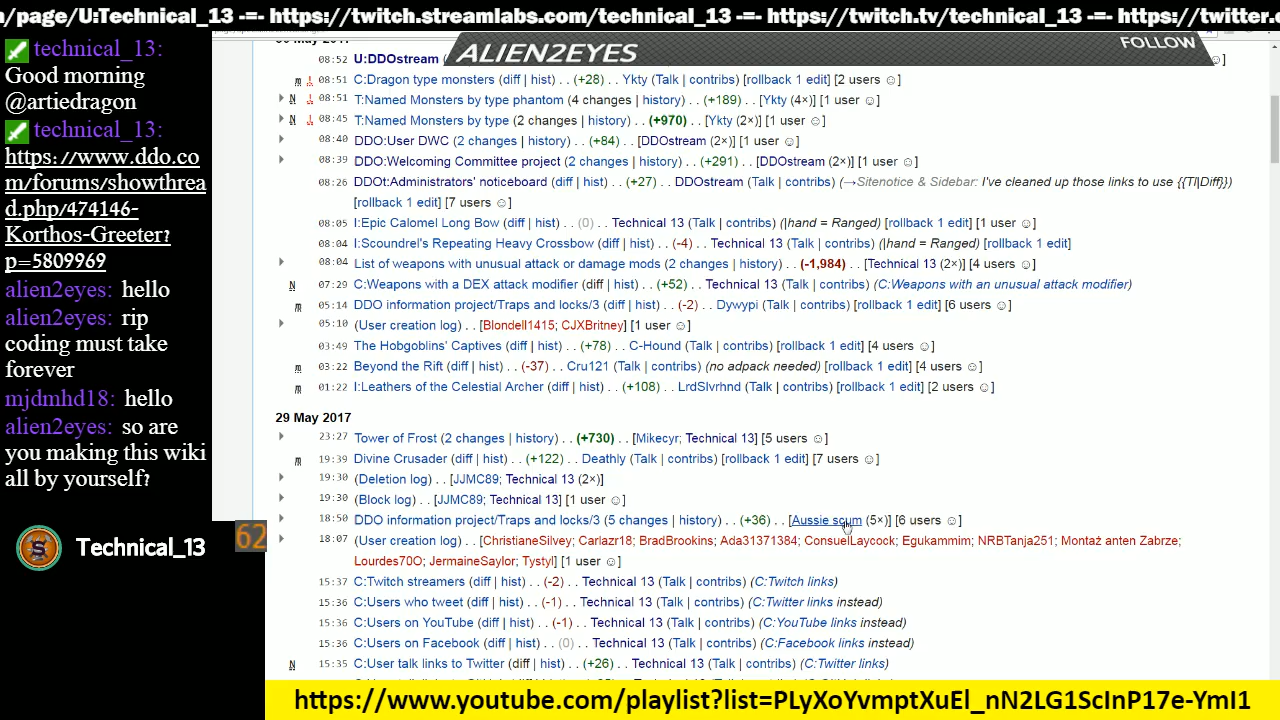 n/page/U:Technical_13 -=- https://twitch.streamlabs.com/technical_13 -=- https://twitch.tv/technical_13 -=- https://twitter.c
technical_13:
Good morning
@artiedragon
technical_13:
https://www.ddo.co
m/forums/showthrea
d.php/474146-
Korthos-Greeter?
p=5809969
alien2eyes: hello
alien2eyes: rip
coding must take
forever
mjdmhd18: hello
alien2eyes: so are
you making this wiki
all by yourself?
Technical_13
62
ALIEN2EYES
FOLLOW
08:52 U:DDOstream
m 08:51 C:Dragon type monsters (diff | hist) . . (+28) . . Ykty (Talk | contribs) [rollback 1 edit] [2 users ☺]
N ! 08:51 T:Named Monsters by type phantom (4 changes | history) . . (+189) . . [Ykty (4×)] [1 user ☺]
N ! 08:45 T:Named Monsters by type (2 changes | history) . . (+970) . . [Ykty (2×)] [1 user ☺]
08:40 DDO:User DWC (2 changes | history) . . (+84) . . [DDOstream (2×)] [1 user ☺]
08:39 DDO:Welcoming Committee project (2 changes | history) . . (+291) . . [DDOstream (2×)] [1 user ☺]
08:26 DDOt:Administrators' noticeboard (diff | hist) . . (+27) . . DDOstream (Talk | contribs) (→Sitenotice & Sidebar: I've cleaned up those links to use {{Tl|Diff}})
[rollback 1 edit] [7 users ☺]
08:05 I:Epic Calomel Long Bow (diff | hist) . . (0) . . Technical 13 (Talk | contribs) (|hand = Ranged) [rollback 1 edit] [1 user ☺]
08:04 I:Scoundrel's Repeating Heavy Crossbow (diff | hist) . . (-4) . . Technical 13 (Talk | contribs) (|hand = Ranged) [rollback 1 edit]
08:04 List of weapons with unusual attack or damage mods (2 changes | history) . . (-1,984) . . [Technical 13 (2×)] [4 users ☺]
N 07:29 C:Weapons with a DEX attack modifier (diff | hist) . . (+52) . . Technical 13 (Talk | contribs) (C:Weapons with an unusual attack modifier)
m 05:14 DDO information project/Traps and locks/3 (diff | hist) . . (-2) . . Dywypi (Talk | contribs) [rollback 1 edit] [6 users ☺]
05:10 (User creation log) . . [Blondell1415; CJXBritney] [1 user ☺]
03:49 The Hobgoblins' Captives (diff | hist) . . (+78) . . C-Hound (Talk | contribs) [rollback 1 edit] [4 users ☺]
m 03:22 Beyond the Rift (diff | hist) . . (-37) . . Cru121 (Talk | contribs) (no adpack needed) [rollback 1 edit] [4 users ☺]
m 01:22 I:Leathers of the Celestial Archer (diff | hist) . . (+108) . . LrdSlvrhnd (Talk | contribs) [rollback 1 edit] [2 users ☺]
29 May 2017
23:27 Tower of Frost (2 changes | history) . . (+730) . . [Mikecyr; Technical 13] [5 users ☺]
m 19:39 Divine Crusader (diff | hist) . . (+122) . . Deathly (Talk | contribs) [rollback 1 edit] [7 users ☺]
19:30 (Deletion log) . . [JJMC89; Technical 13 (2×)]
19:30 (Block log) . . [JJMC89; Technical 13] [1 user ☺]
18:50 DDO information project/Traps and locks/3 (5 changes | history) . . (+36) . . [Aussie scum (5×)] [6 users ☺]
18:07 (User creation log) . . [ChristianeSilvey; Carlazr18; BradBrookins; Ada31371384; ConsuelLaycock; Egukammim; NRBTanja251; Montaż anten Zabrze;
Lourdes70O; JermaineSaylor; Tystyl] [1 user ☺]
15:37 C:Twitch streamers (diff | hist) . . (-2) . . Technical 13 (Talk | contribs) (C:Twitch links)
15:36 C:Users who tweet (diff | hist) . . (-1) . . Technical 13 (Talk | contribs) (C:Twitter links instead)
15:36 C:Users on YouTube (diff | hist) . . (-1) . . Technical 13 (Talk | contribs) (C:YouTube links instead)
15:36 C:Users on Facebook (diff | hist) . . (0) . . Technical 13 (Talk | contribs) (C:Facebook links instead)
N 15:35 C:User talk links to Twitter (diff | hist) . . (+26) . . Technical 13 (Talk | contribs) (C:Twitter links)
https://www.youtube.com/playlist?list=PLyXoYvmptXuEl_nN2LG1ScInP17e-YmI1